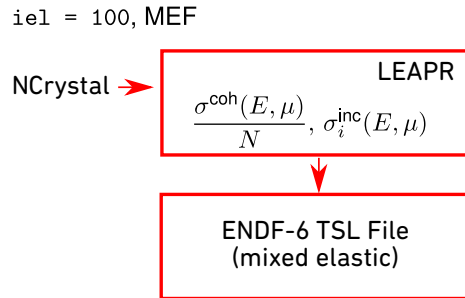 iel = 100, MEF
NCrystal
LEAPR
σ^coh(E, μ)/N, σ_i^inc(E, μ)
ENDF-6 TSL File
(mixed elastic)